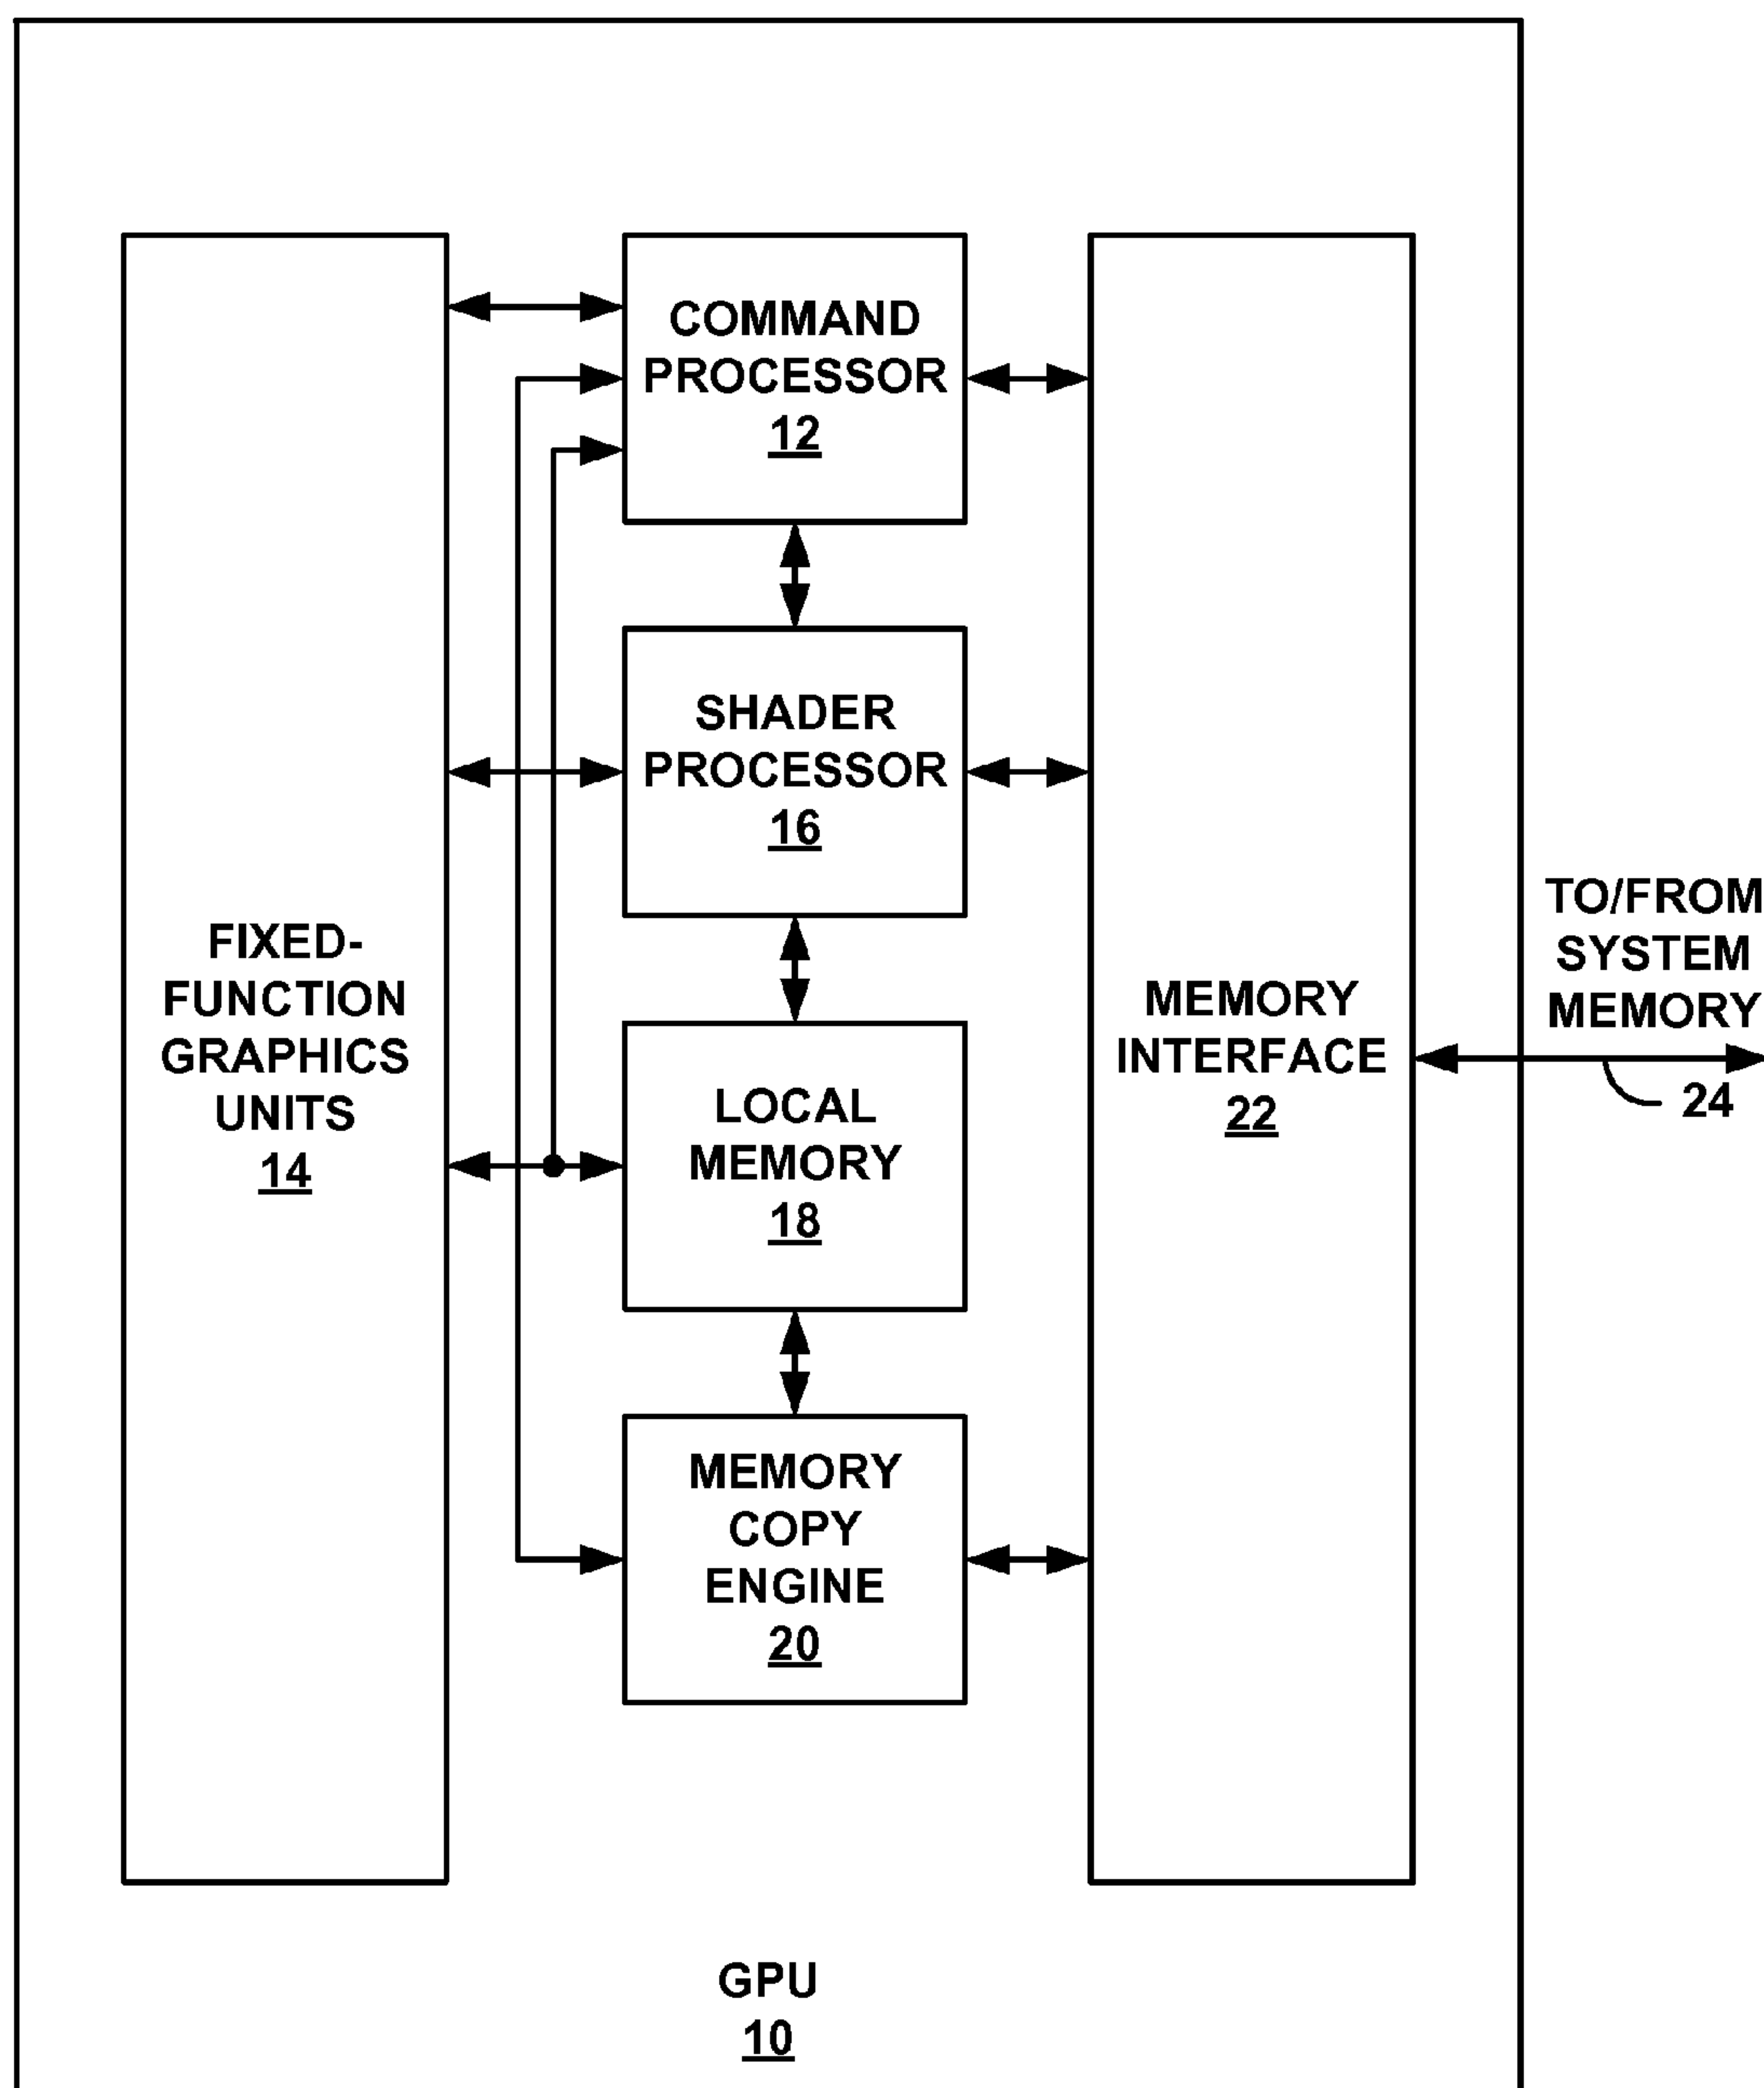 COMMAND
PROCESSOR
12
SHADER
PROCESSOR
16
FIXED-
FUNCTION
GRAPHICS
UNITS
14
LOCAL
MEMORY
18
MEMORY
COPY
ENGINE
20
MEMORY
INTERFACE
22
TO/FROM
SYSTEM
MEMORY
24
GPU
10